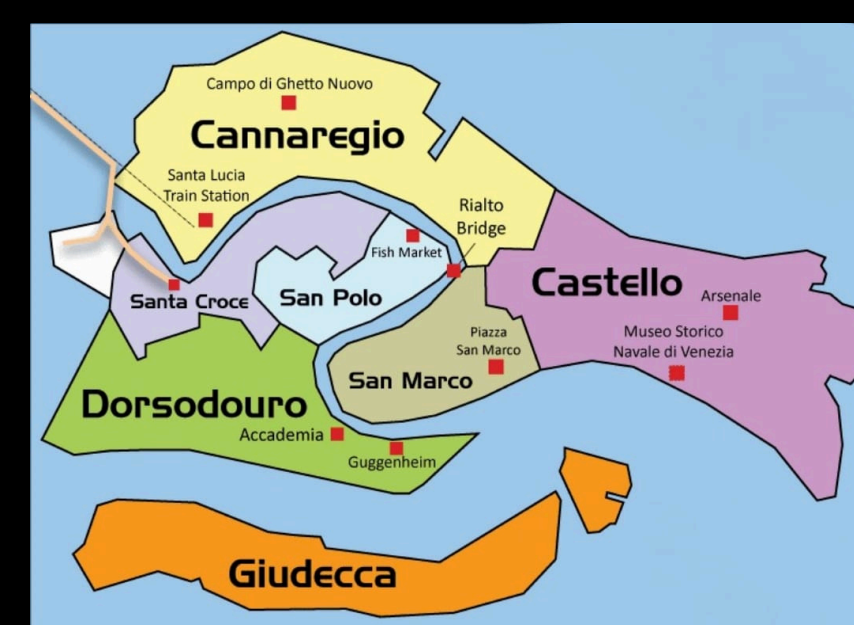 Campo di Ghetto Nuovo
Cannaregio
Santa Lucia
Train Station
Rialto
Bridge
Fish Market
Castello
Santa Croce
San Polo
Arsenale
Piazza
San Marco
Museo Storico
Navale di Venezia
San Marco
Dorsodouro
Accademia
Guggenheim
Giudecca